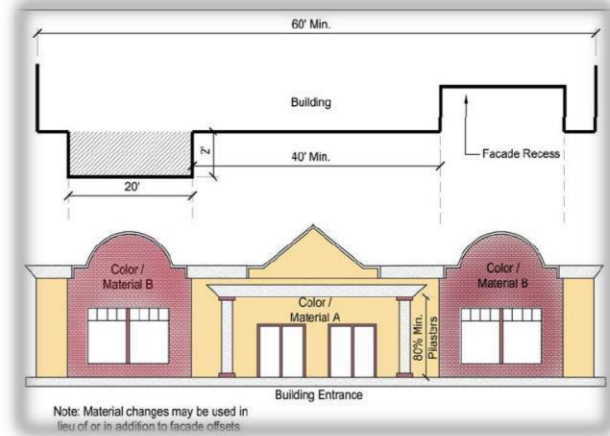 60' Min.
Building
2'
40' Min.
Facade Recess
20'
Color /
Material B
Color /
Material A
Color /
Material B
80% Min.
Pilasters
Building Entrance
Note: Material changes may be used in
lieu of or in addition to facade offsets